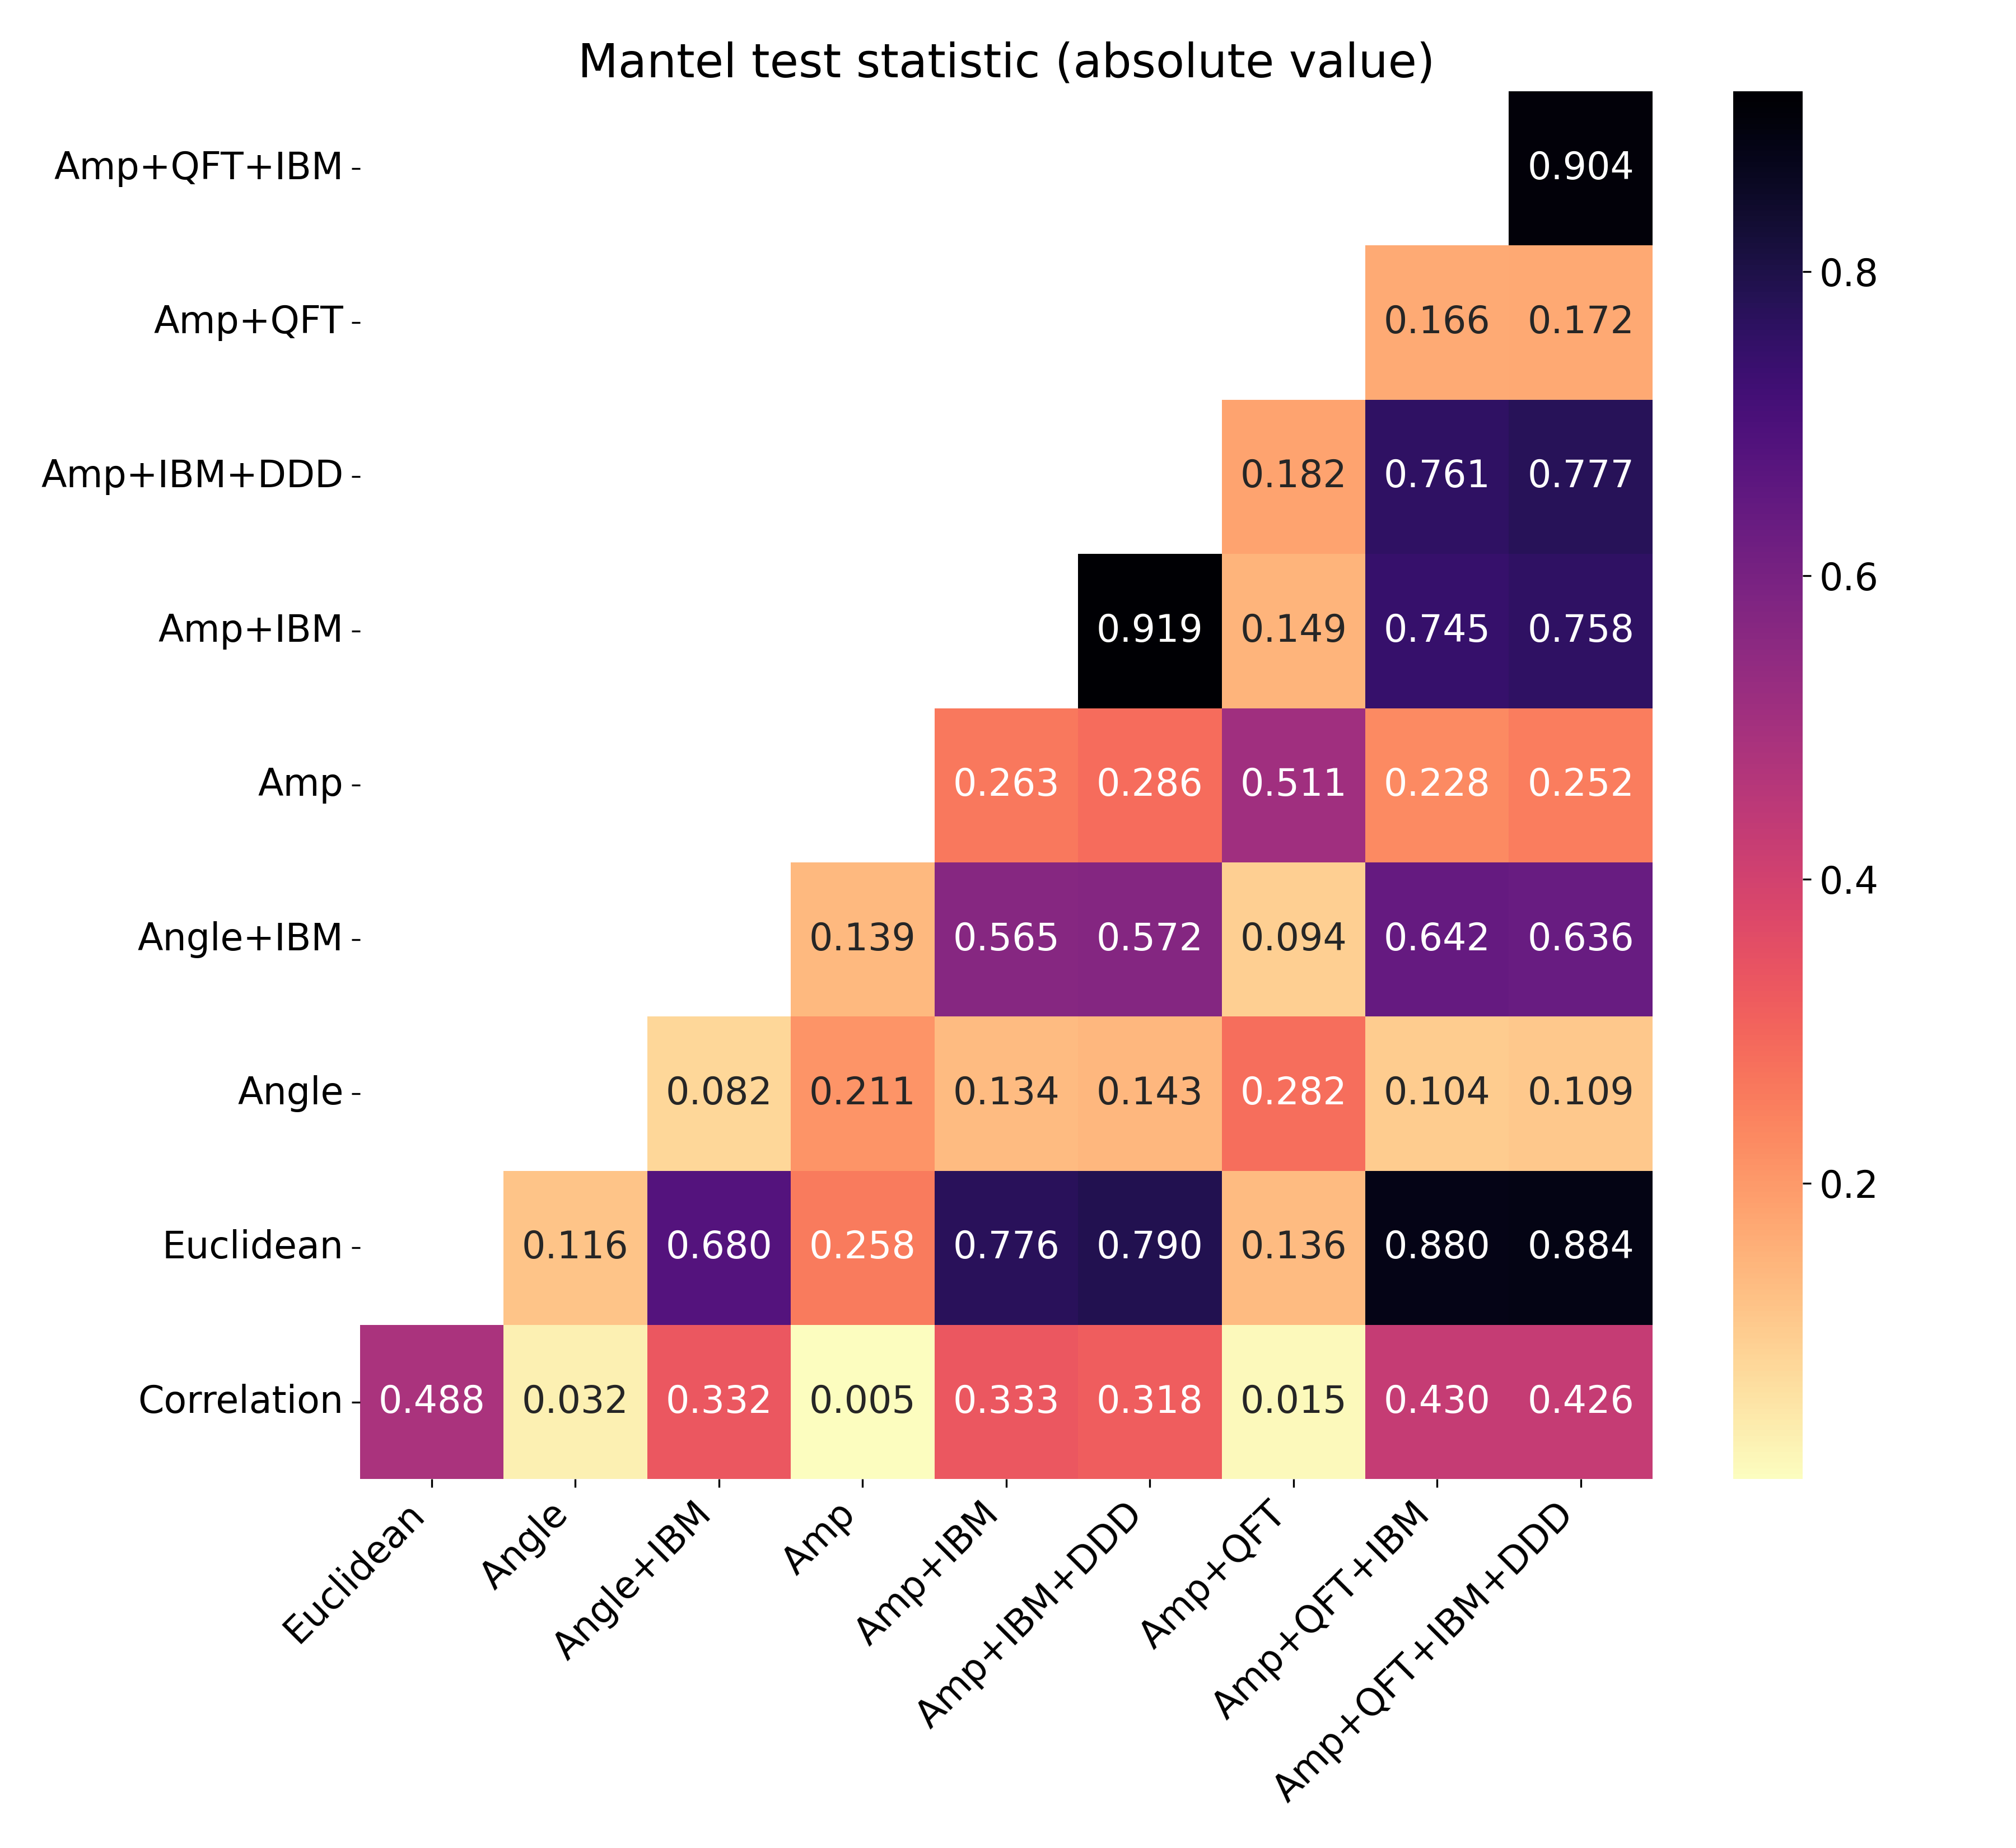 Mantel test statistic (absolute value)
Amp+QFT+IBM
0.904
Amp+QFT
0.166 0.172
Amp+IBM+DDD
0.182 0.761 0.777
Amp+IBM
0.919 0.149 0.745 0.758
Amp
0.263 0.286 0.511 0.228 0.252
Angle+IBM
0.139 0.565 0.572 0.094 0.642 0.636
Angle
0.082 0.211 0.134 0.143 0.282 0.104 0.109
Euclidean
0.116 0.680 0.258 0.776 0.790 0.136 0.880 0.884
Correlation
0.488 0.032 0.332 0.005 0.333 0.318 0.015 0.430 0.426
Euclidean
Angle
Angle+IBM
Amp
Amp+IBM
Amp+IBM+DDD
Amp+QFT
Amp+QFT+IBM
Amp+QFT+IBM+DDD
0.8
0.6
0.4
0.2